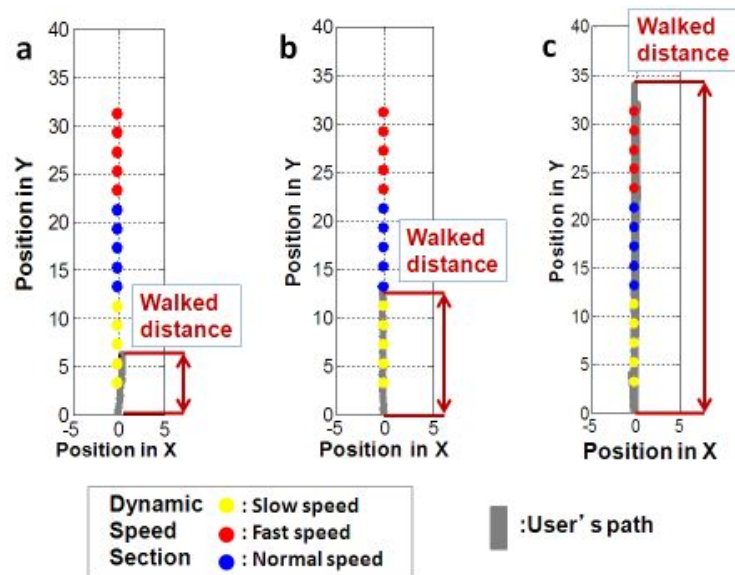 a
40
35
30
25
20
15
10
5
0
-5
0
5
Position in Y
Position in X
Walked
distance
b
40
35
30
25
20
15
10
5
0
-5
0
5
Position in Y
Position in X
Walked
distance
c
40
35
30
25
20
15
10
5
0
-5
0
5
Position in Y
Position in X
Walked
distance
Dynamic
Speed
Section
: Slow speed
: Fast speed
: Normal speed
:User's path